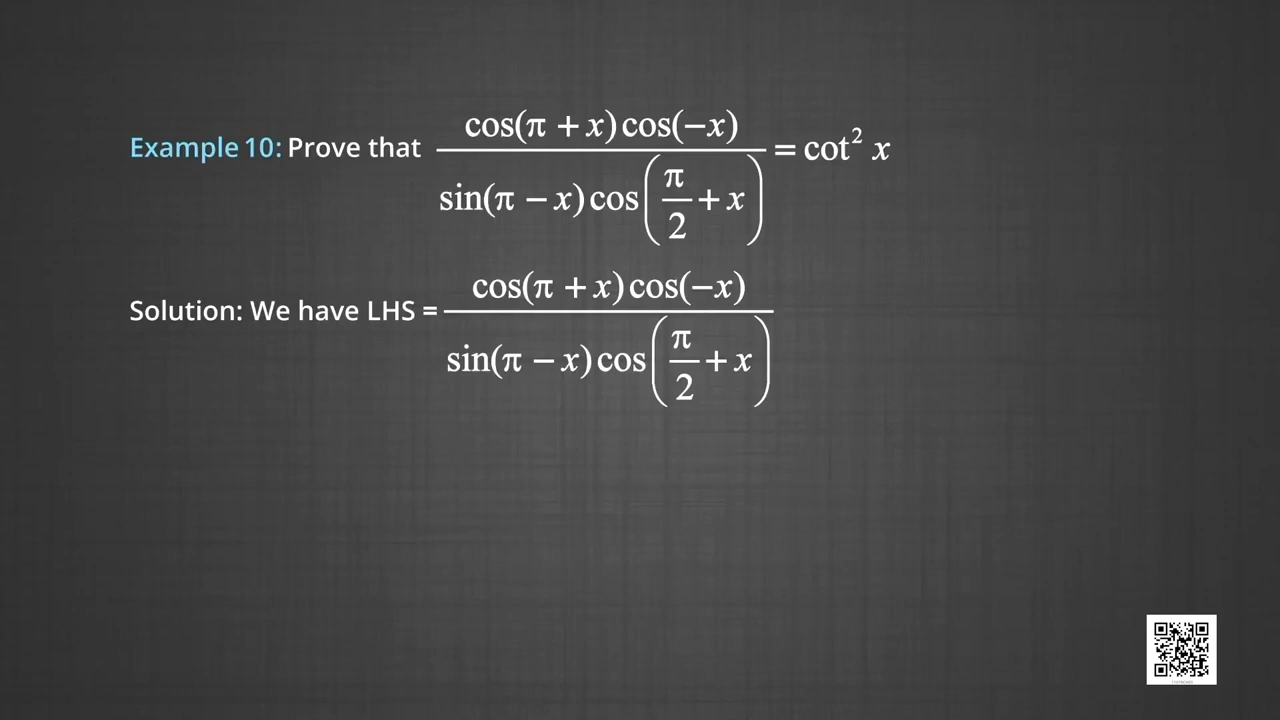 Example 10: Prove that cos(π + x) cos(−x) / sin(π − x) cos(π/2 + x) = cot² x
Solution: We have LHS = cos(π + x) cos(−x) / sin(π − x) cos(π/2 + x)